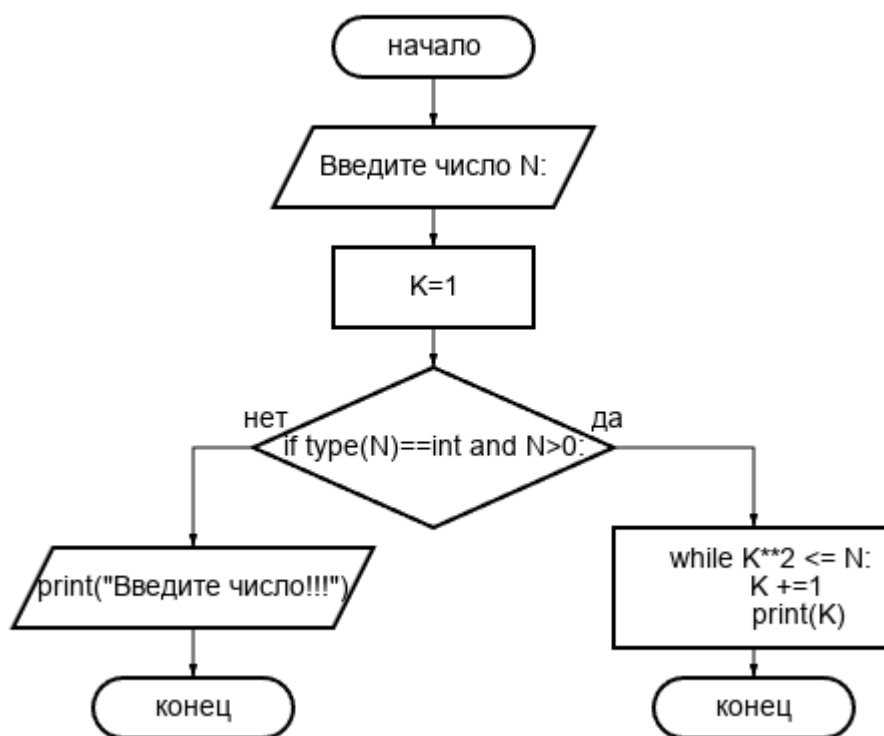 начало
Введите число N:
K=1
нет
да
if type(N)==int and N>0:
print("Введите число!!!")
while K**2 <= N:
K +=1
print(K)
конец
конец